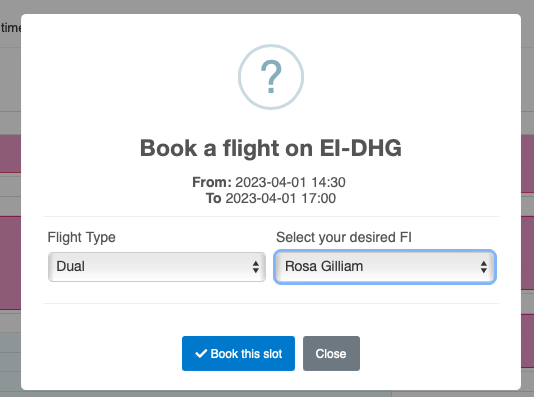 time
?
Book a flight on EI-DHG
From: 2023-04-01 14:30
To 2023-04-01 17:00
Flight Type
Select your desired FI
Dual
Rosa Gilliam
Book this slot
Close